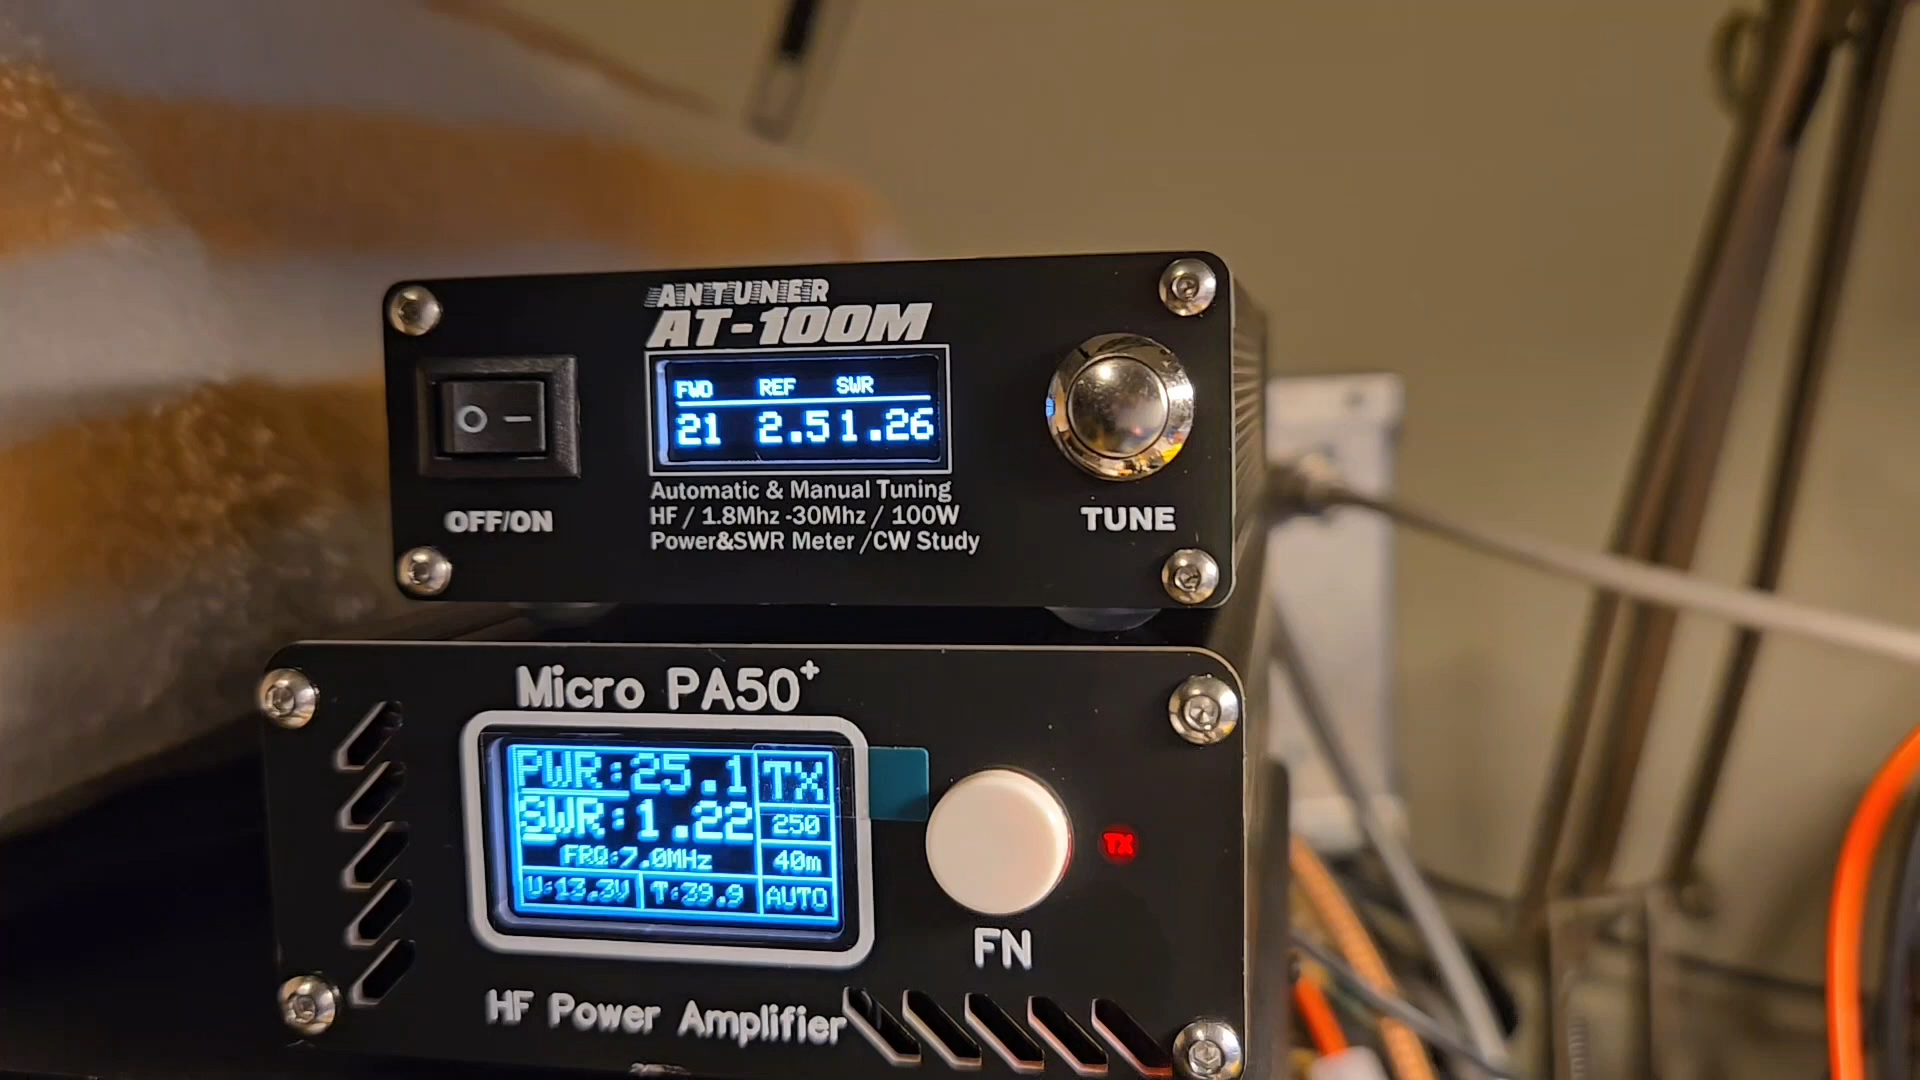 ANTUNER
AT-100M
FWD REF SWR
21 2.5 1.26
Automatic & Manual Tuning
HF / 1.8Mhz -30Mhz / 100W
Power&SWR Meter /CW Study
OFF/ON
TUNE
Micro PA50+
PWR:25.1 TX
SWR:1.22 250
FRQ:7.0MHz 40m
U:13.3V T:39.9 AUTO
TX
FN
HF Power Amplifier